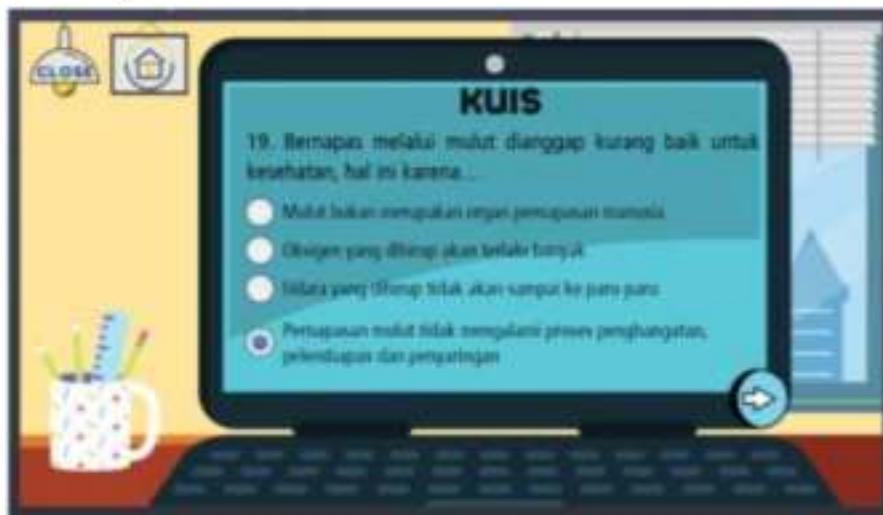 CLOSE
KUIS
19. Bernapas melalui mulut dianggap kurang baik untuk
kesehatan, hal ini karena...
Mulut bukan merupakan organ pernapasan manusia
Oksigen yang dihirup akan terlalu banyak
Udara yang dihirup tidak akan sampai ke paru paru
Pernapasan mulut tidak mengalami proses penghangatan,
pelembapan dan penyaringan